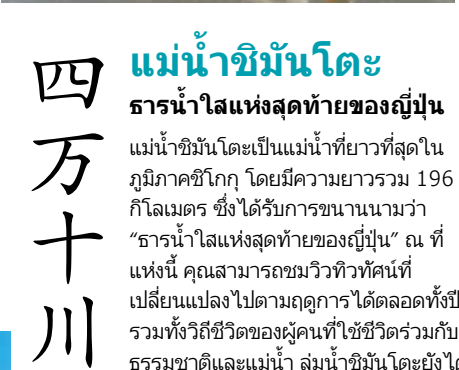 四万十川
แม่น้ำชิมันโตะ
ธารน้ำใสแห่งสุดท้ายของญี่ปุ่น
แม่น้ำชิมันโตะเป็นแม่น้ำที่ยาวที่สุดใน
ภูมิภาคชิโกกุ โดยมีความยาวรวม 196
กิโลเมตร ซึ่งได้รับการขนานนามว่า
“ธารน้ำใสแห่งสุดท้ายของญี่ปุ่น” ณ ที่
แห่งนี้ คุณสามารถชมวิวทิวทัศน์ที่
เปลี่ยนแปลงไปตามฤดูการได้ตลอดทั้งปี
รวมทั้งวิถีชีวิตของผู้คนที่ใช้ชีวิตร่วมกับ
ธรรมชาติและแม่น้ำ ลุ่มน้ำชิมันโตะยังได้